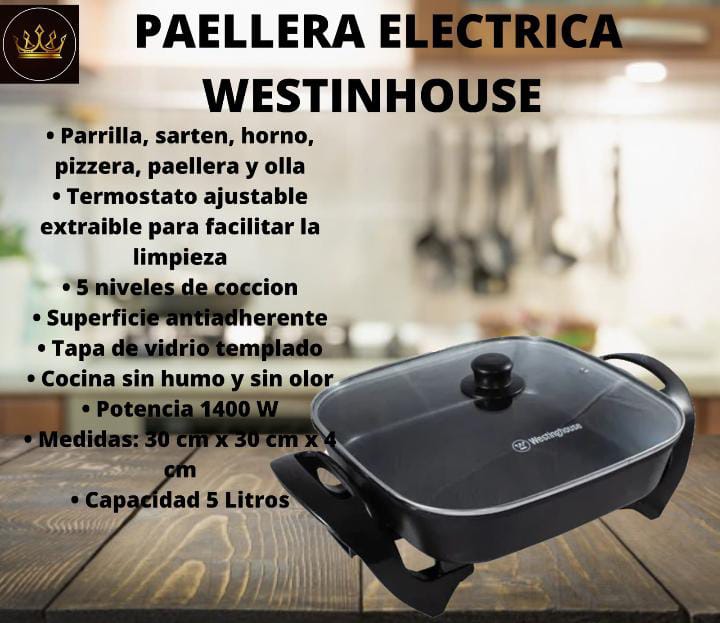 PAELLERA ELECTRICA
WESTINHOUSE
• Parrilla, sarten, horno,
pizzera, paellera y olla
• Termostato ajustable
extraible para facilitar la
limpieza
• 5 niveles de coccion
• Superficie antiadherente
• Tapa de vidrio templado
• Cocina sin humo y sin olor
• Potencia 1400 W
• Medidas: 30 cm x 30 cm x 4
cm
• Capacidad 5 Litros
Westinghouse